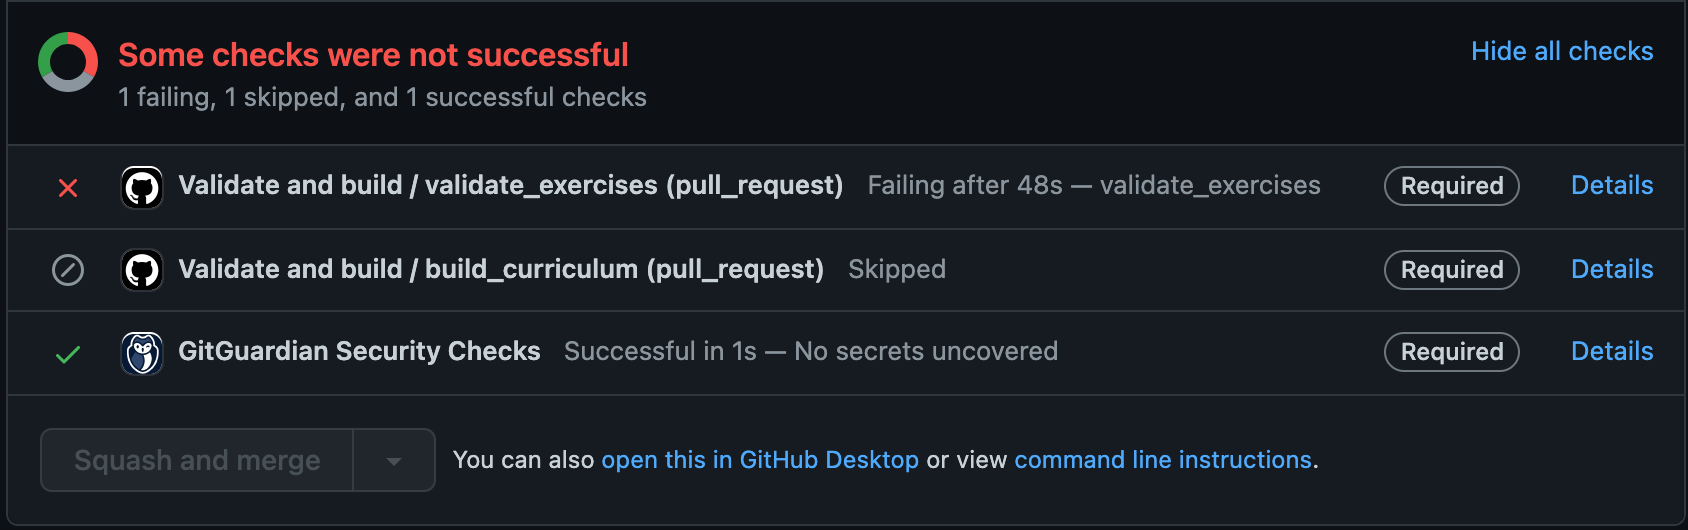 Some checks were not successful
Hide all checks
1 failing, 1 skipped, and 1 successful checks
Validate and build / validate_exercises (pull_request) Failing after 48s — validate_exercises Required Details
Validate and build / build_curriculum (pull_request) Skipped Required Details
GitGuardian Security Checks Successful in 1s — No secrets uncovered Required Details
Squash and merge You can also open this in GitHub Desktop or view command line instructions.